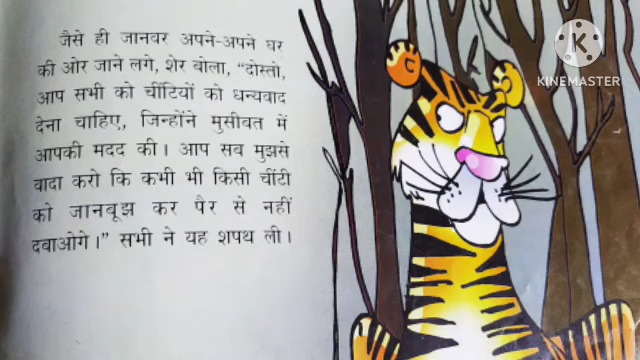 जैसे ही जानवर अपने-अपने घर
की ओर जाने लगे, शेर बोला, “दोस्तो,
आप सभी को चींटियों को धन्यवाद
देना चाहिए, जिन्होंने मुसीबत में
आपकी मदद की। आप सब मुझसे
वादा करो कि कभी भी किसी चींटी
को जानबूझ कर पैर से नहीं
दबाओगे।” सभी ने यह शपथ ली।
KINEMASTER